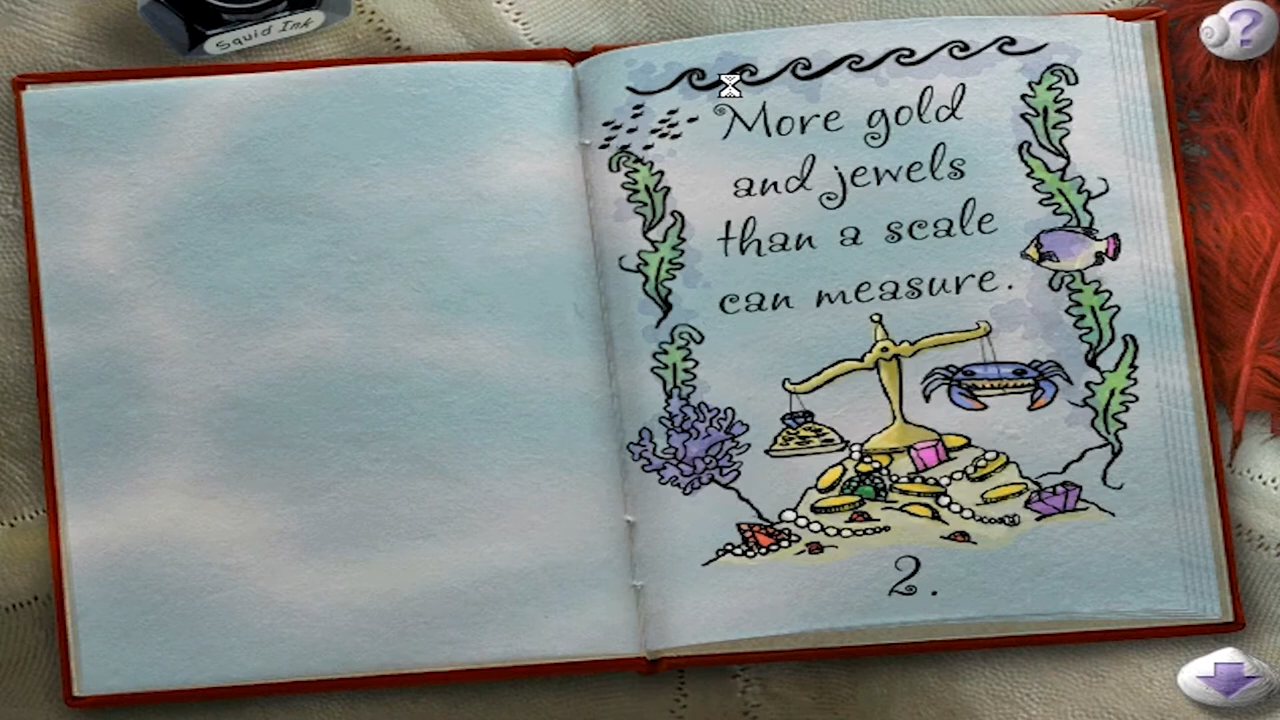 Squid Ink
?
More gold
and jewels
than a scale
can measure.
2.